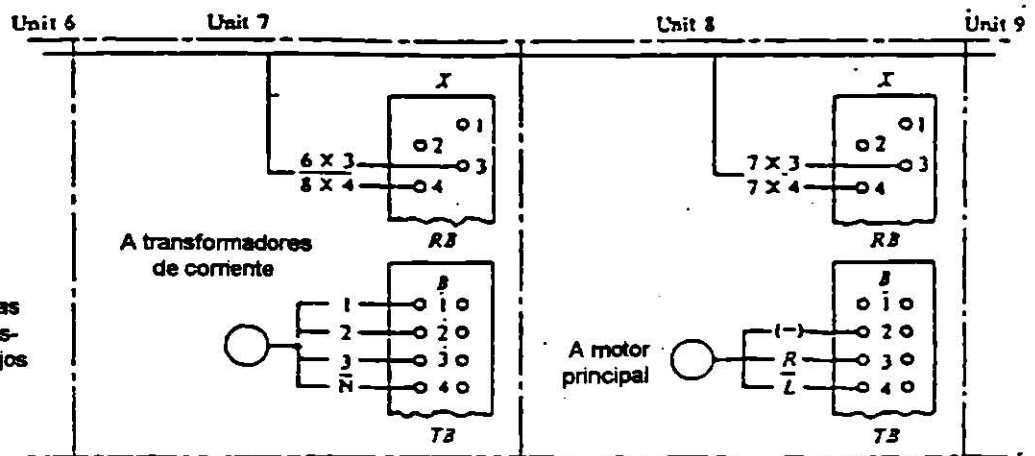 Unit 6 Unit 7 Unit 8 Unit 9
X X
1 1
2 2
6 X 3 3 7 X 3 3
8 X 4 4 7 X 4 4
RB RB
A transformadores
de corriente
B B
1 1 1
2 2 (-) 2
3 3 R 3
N 4 L 4
A motor
principal
TB TB
as
s-
jos